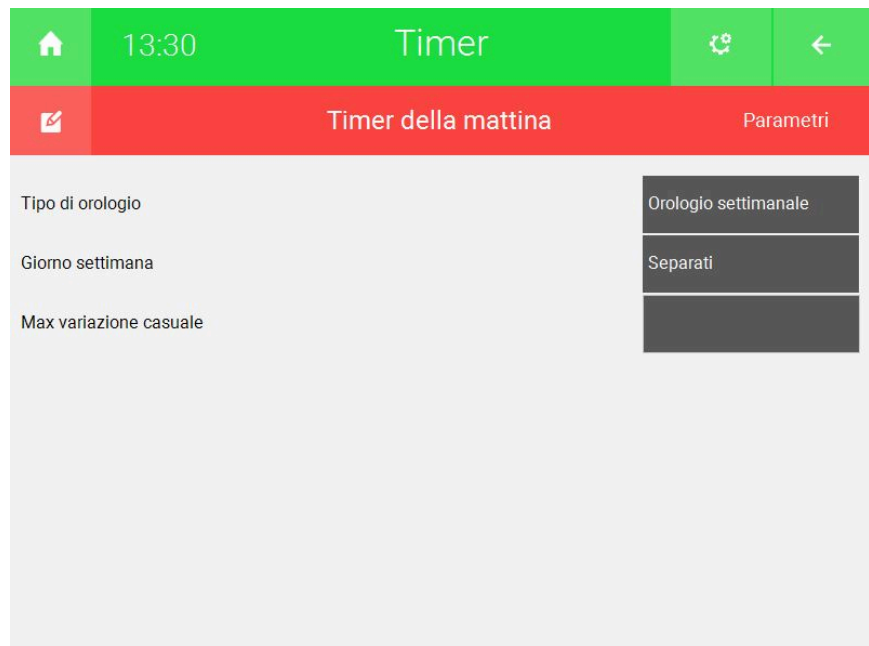 13:30
Timer
Timer della mattina
Parametri
Tipo di orologio
Orologio settimanale
Giorno settimana
Separati
Max variazione casuale